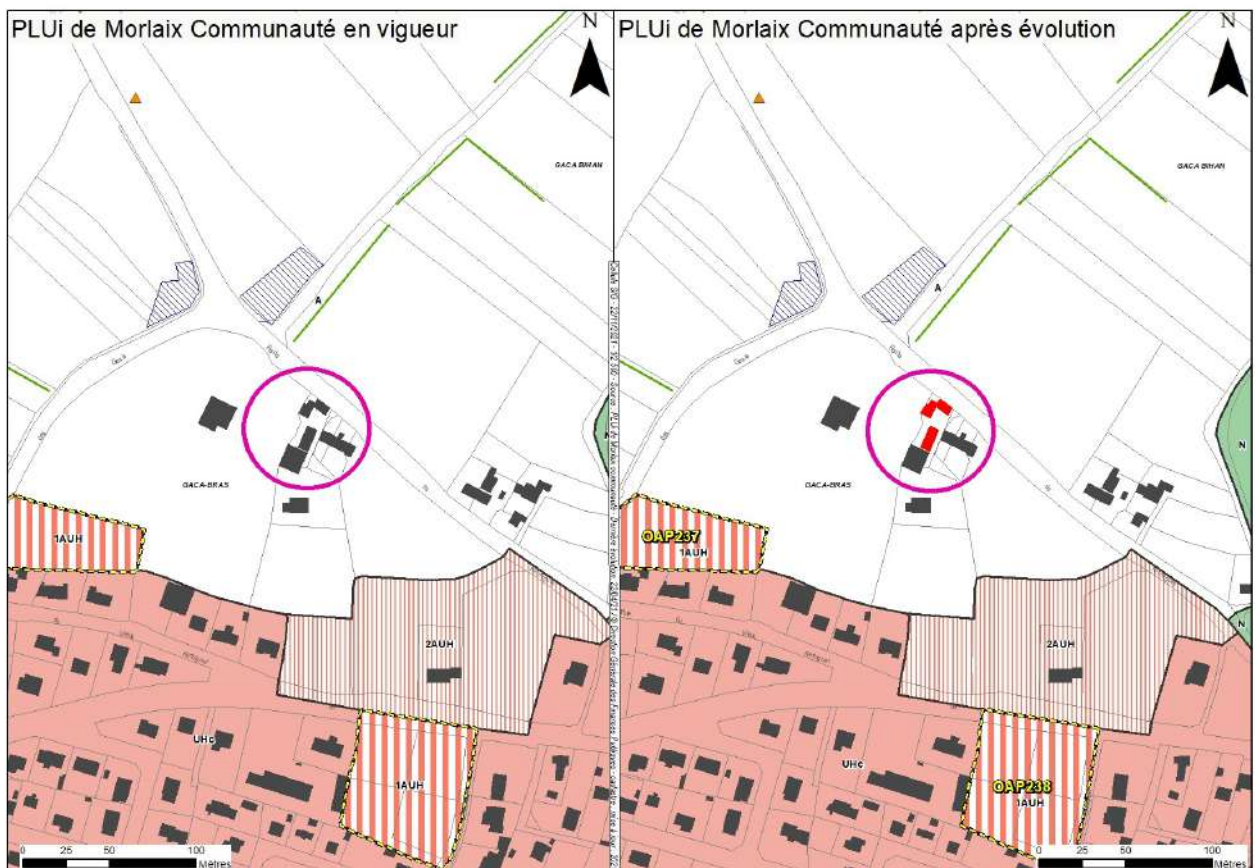 PLUi de Morlaix Communauté en vigueur
N
GACA BIHAN
A
N
GACA-BRAS
1AUH
2AUH
UHc
1AUH
0 25 50 100
Mètres
PLUi de Morlaix Communauté après évolution
N
GACA BIHAN
A
N
GACA-BRAS
OAP237
1AUH
N
2AUH
UHc
OAP238
1AUH
0 25 50 100
Mètres